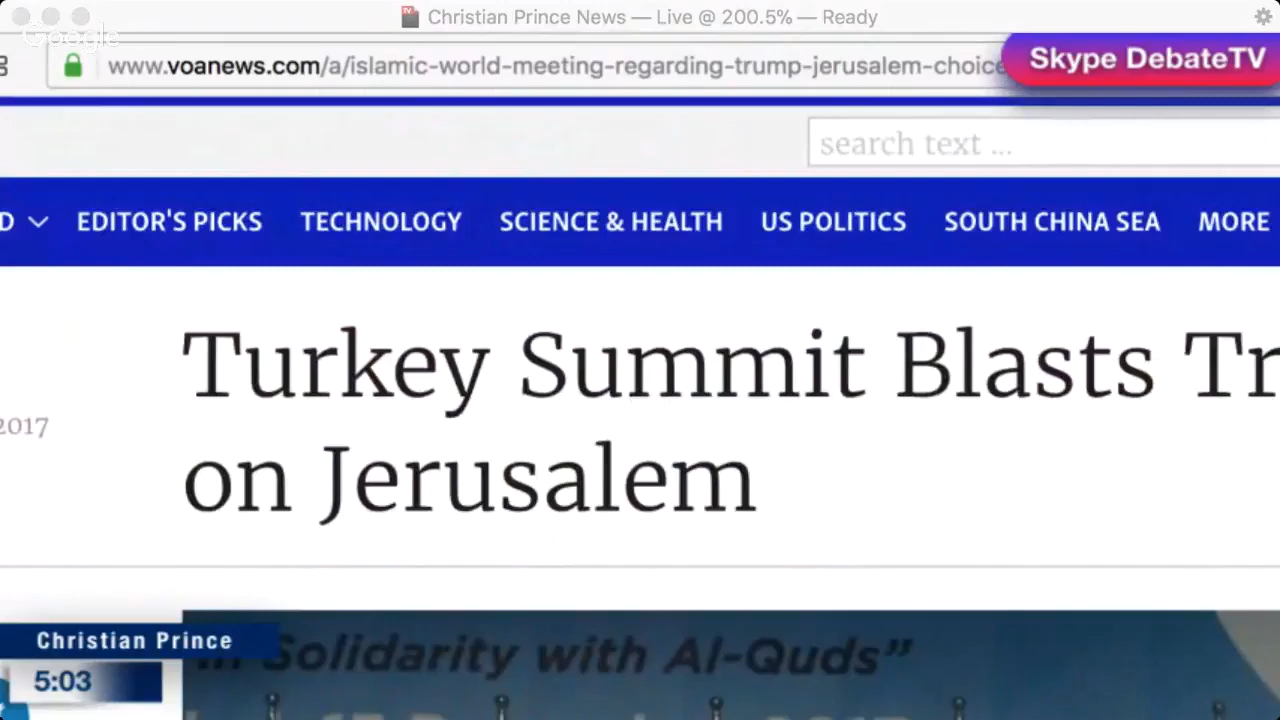 Christian Prince News — Live @ 200.5% — Ready
Google
www.voanews.com/a/islamic-world-meeting-regarding-trump-jerusalem-choice
Skype DebateTV
search text ...
D EDITOR'S PICKS TECHNOLOGY SCIENCE & HEALTH US POLITICS SOUTH CHINA SEA MORE
Turkey Summit Blasts Tr
2017
on Jerusalem
Christian Prince
In Solidarity with Al-Quds”
5:03